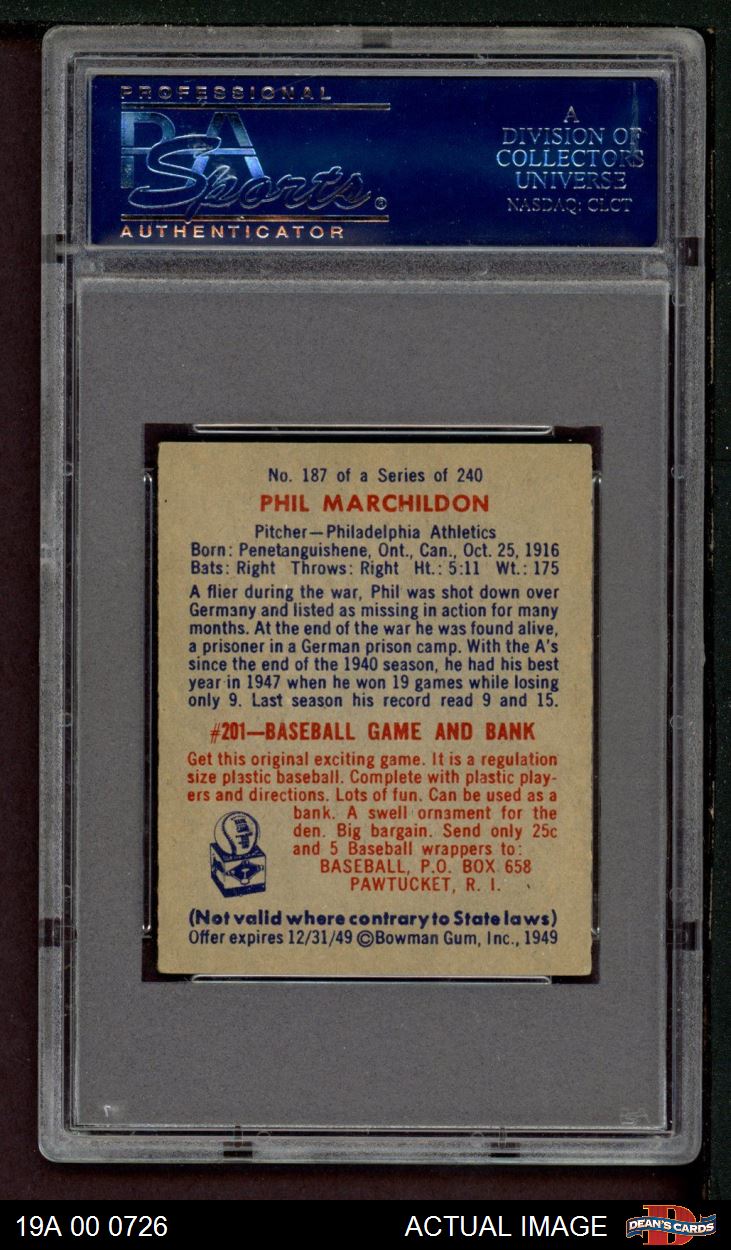 PROFESSIONAL
PSA
Sports®
AUTHENTICATOR
A
DIVISION OF
COLLECTORS
UNIVERSE
NASDAQ: CLCT
No. 187 of a Series of 240
PHIL MARCHILDON
Pitcher—Philadelphia Athletics
Born: Penetanguishene, Ont., Can., Oct. 25, 1916
Bats: Right Throws: Right Ht.: 5:11 Wt.: 175
A flier during the war, Phil was shot down over
Germany and listed as missing in action for many
months. At the end of the war he was found alive,
a prisoner in a German prison camp. With the A's
since the end of the 1940 season, he had his best
year in 1947 when he won 19 games while losing
only 9. Last season his record read 9 and 15.
#201—BASEBALL GAME AND BANK
Get this original exciting game. It is a regulation
size plastic baseball. Complete with plastic play-
ers and directions. Lots of fun. Can be used as a
bank. A swell ornament for the
den. Big bargain. Send only 25c
and 5 Baseball wrappers to:
BASEBALL, P.O. BOX 658
PAWTUCKET, R. I.
(Not valid where contrary to State laws)
Offer expires 12/31/49 ©Bowman Gum, Inc., 1949
19A 00 0726
ACTUAL IMAGE
DEAN'S CARDS